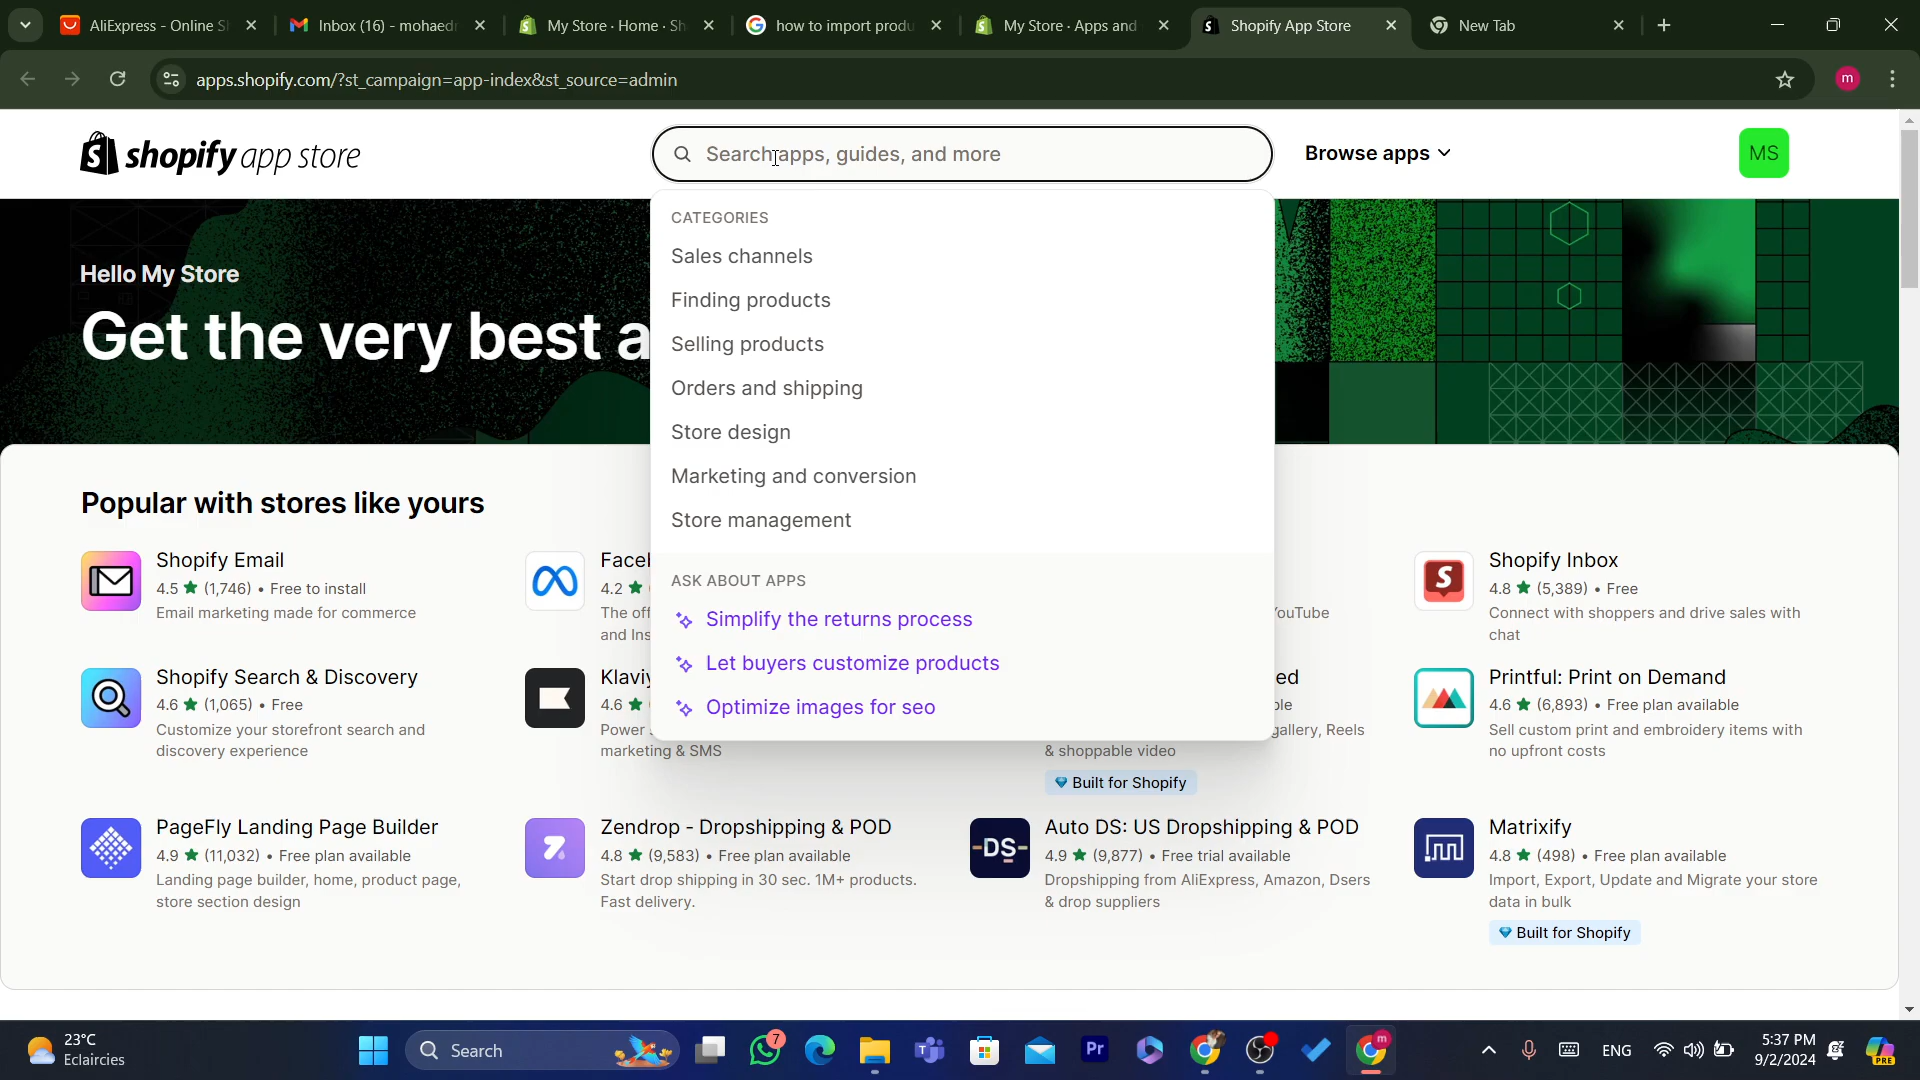 AliExpress - Online S
Inbox (16) - mohaed
My Store · Home · Sh
how to import produ
My Store · Apps and
Shopify App Store
New Tab
apps.shopify.com/?st_campaign=app-index&st_source=admin
m
shopify app store
Search apps, guides, and more
Browse apps
MS
CATEGORIES
Sales channels
Finding products
Selling products
Orders and shipping
Store design
Marketing and conversion
Store management
ASK ABOUT APPS
Simplify the returns process
Let buyers customize products
Optimize images for seo
Hello My Store
Get the very best a
Popular with stores like yours
Shopify Email
4.5 ★ (1,746) • Free to install
Email marketing made for commerce
4.2 ★
The
and
YouTube
Shopify Inbox
4.8 ★ (5,389) • Free
Connect with shoppers and drive sales with
chat
Shopify Search & Discovery
4.6 ★ (1,065) • Free
Customize your storefront search and
discovery experience
Klaviy
4.6 ★
Power
marketing & SMS
ed
ble
gallery, Reels
& shoppable video
Built for Shopify
Printful: Print on Demand
4.6 ★ (6,893) • Free plan available
Sell custom print and embroidery items with
no upfront costs
PageFly Landing Page Builder
4.9 ★ (11,032) • Free plan available
Landing page builder, home, product page,
store section design
Zendrop - Dropshipping & POD
4.8 ★ (9,583) • Free plan available
Start drop shipping in 30 sec. 1M+ products.
Fast delivery.
-DS-
Auto DS: US Dropshipping & POD
4.9 ★ (9,877) • Free trial available
Dropshipping from AliExpress, Amazon, Dsers
& drop suppliers
Matrixify
4.8 ★ (498) • Free plan available
Import, Export, Update and Migrate your store
data in bulk
Built for Shopify
23°C
Eclaircies
Search
7
Pr
m
ENG
5:37 PM
9/2/2024
PRE